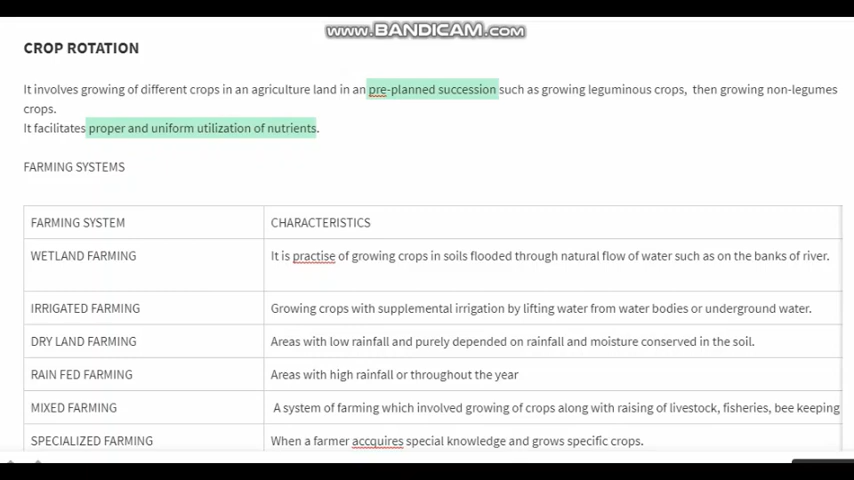 WWW.BANDICAM.COM
CROP ROTATION
It involves growing of different crops in an agriculture land in an pre-planned succession such as growing leguminous crops, then growing non-legumes
crops.
It facilitates proper and uniform utilization of nutrients.
FARMING SYSTEMS
FARMING SYSTEM CHARACTERISTICS
WETLAND FARMING It is practise of growing crops in soils flooded through natural flow of water such as on the banks of river.
IRRIGATED FARMING Growing crops with supplemental irrigation by lifting water from water bodies or underground water.
DRY LAND FARMING Areas with low rainfall and purely depended on rainfall and moisture conserved in the soil.
RAIN FED FARMING Areas with high rainfall or throughout the year
MIXED FARMING A system of farming which involved growing of crops along with raising of livestock, fisheries, bee keeping
SPECIALIZED FARMING When a farmer accquires special knowledge and grows specific crops.